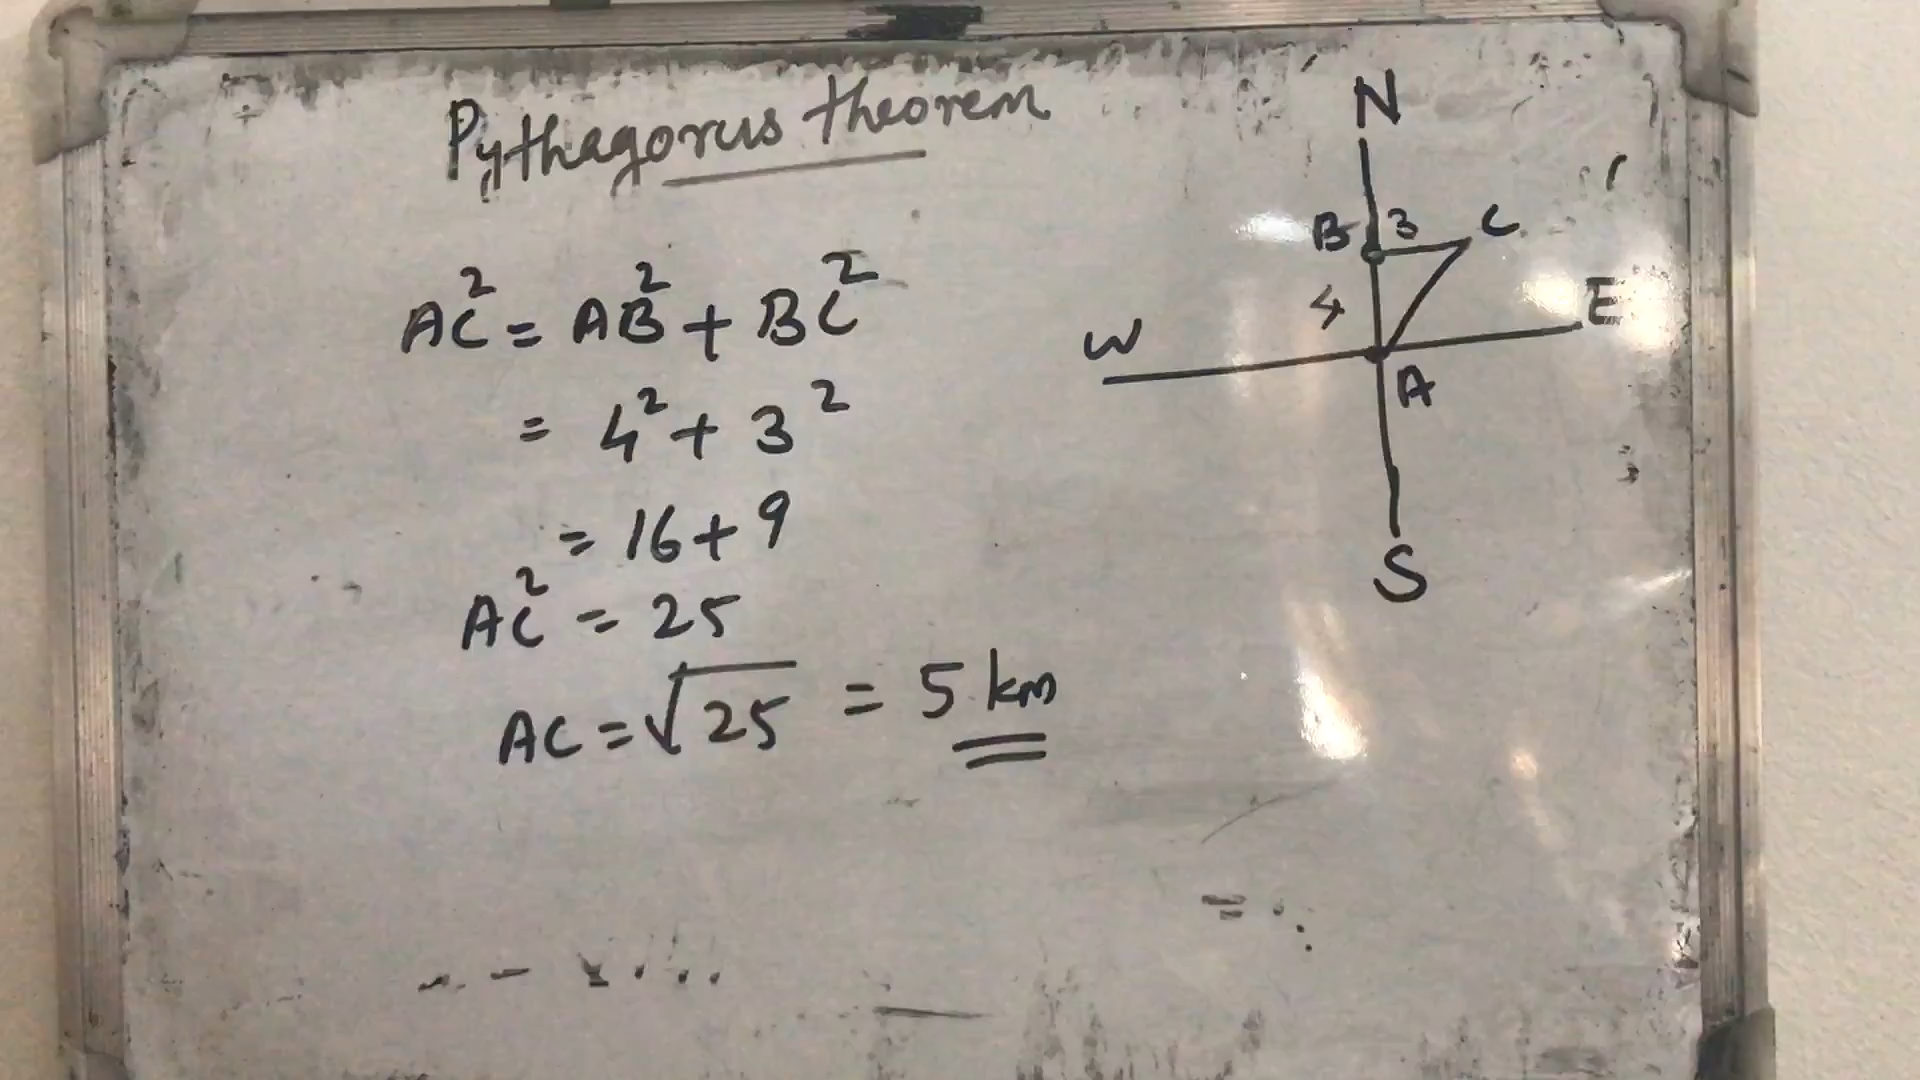 Pythagorus theorem
AC² = AB² + BC²
= 4² + 3²
= 16 + 9
AC² = 25
AC = √25 = 5 km
N
B 3 C
4
W E
A
S